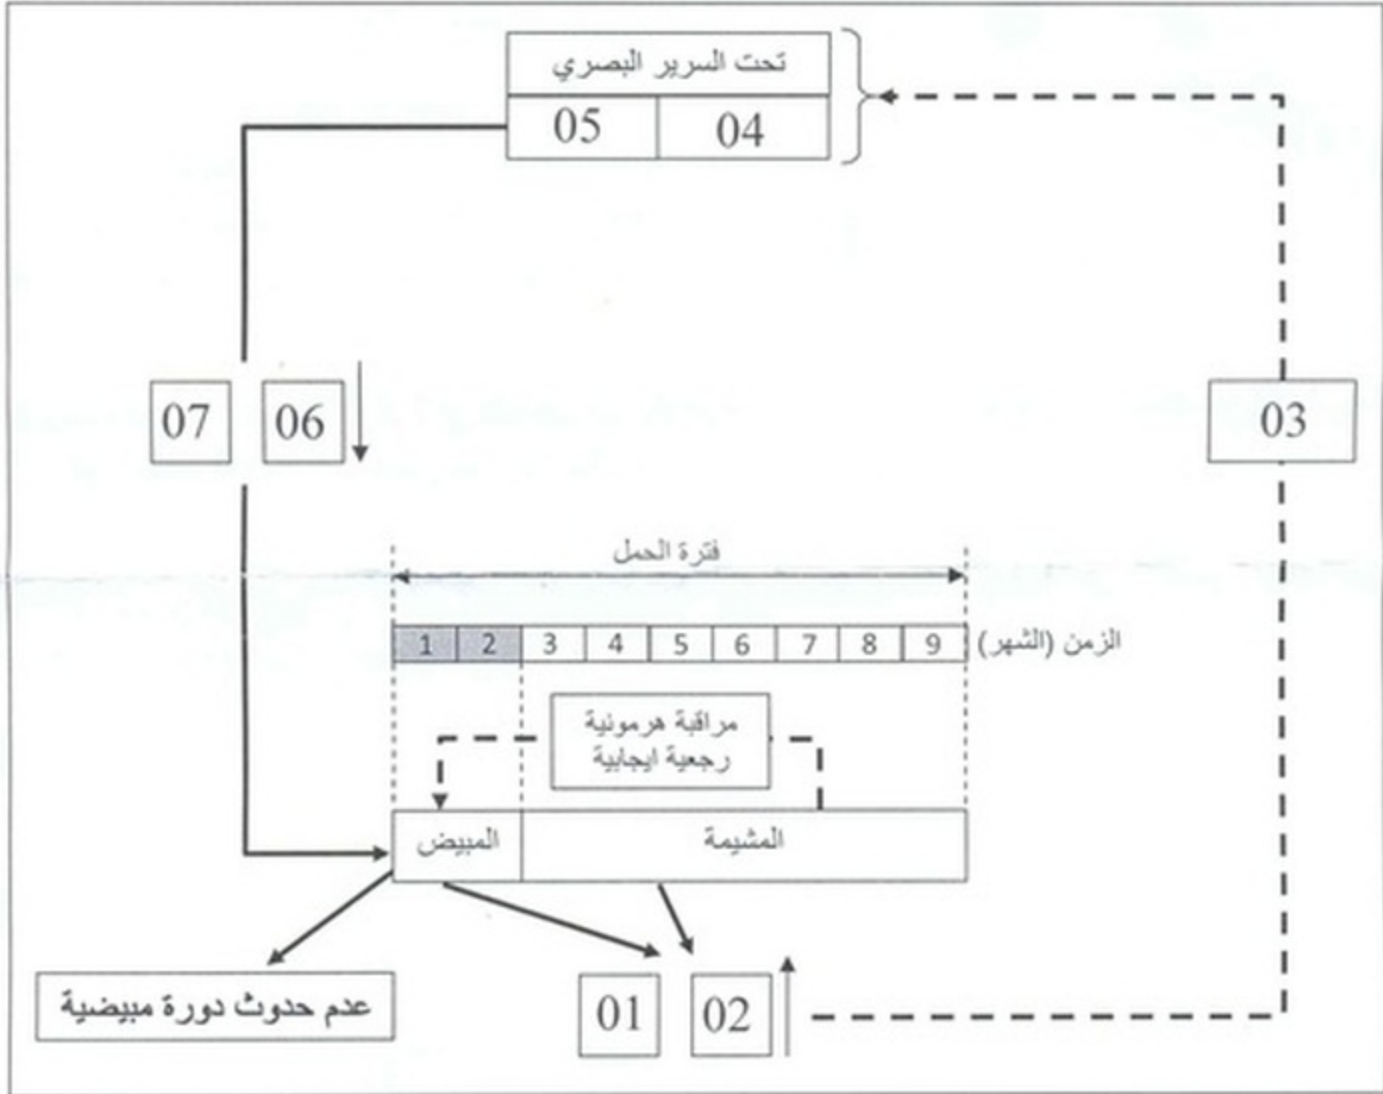 تحت السرير البصري
05
04
07
06
03
فترة الحمل
1 2 3 4 5 6 7 8 9 الزمن (الشهر)
مراقبة هرمونية
رجعية ايجابية
المبيض
المشيمة
عدم حدوث دورة مبيضية
01
02